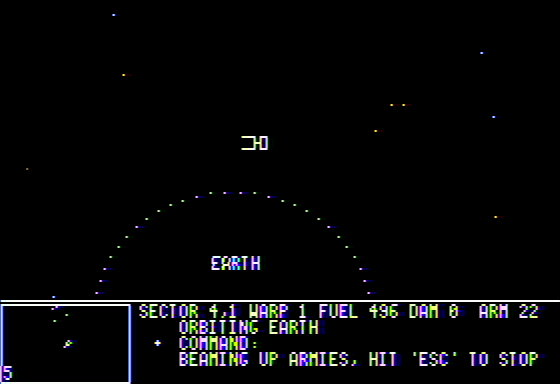 EARTH
SECTOR 4,1 WARP 1 FUEL 496 DAM 0 ARM 22
ORBITING EARTH
COMMAND:
BEAMING UP ARMIES, HIT 'ESC' TO STOP
5